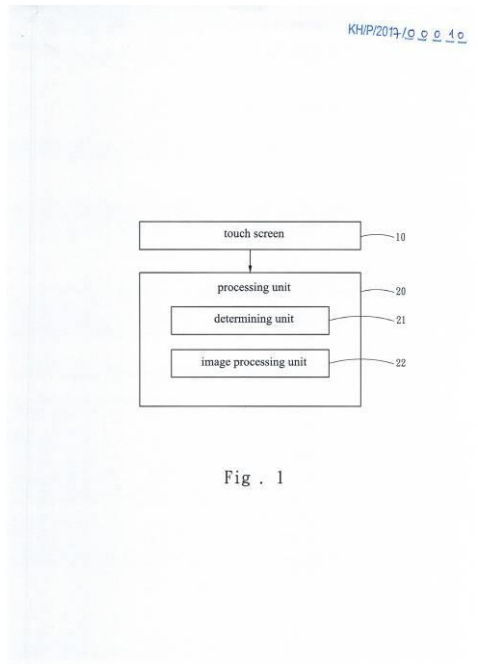 KH/P/2017/00010
touch screen
10
processing unit
20
determining unit
21
image processing unit
22
Fig . 1